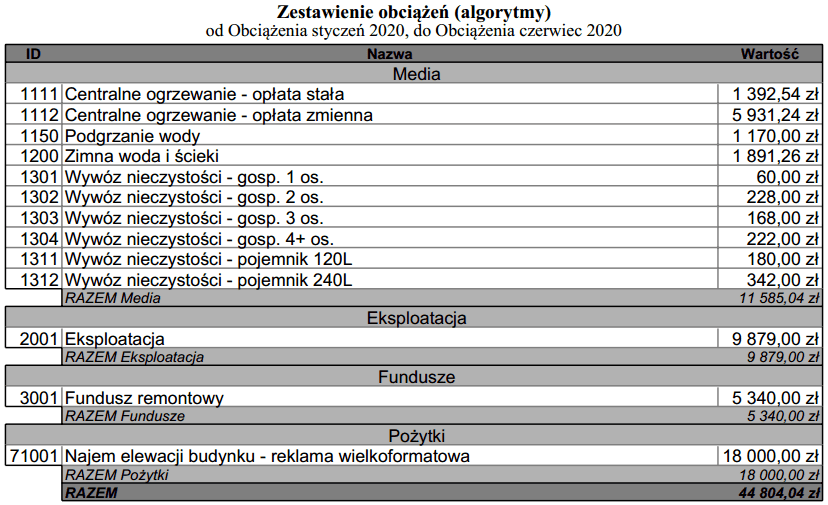 Zestawienie obciążeń (algorytmy)
od Obciążenia styczeń 2020, do Obciążenia czerwiec 2020
ID Nazwa Wartość
Media
1111 Centralne ogrzewanie - opłata stała 1 392,54 zł
1112 Centralne ogrzewanie - opłata zmienna 5 931,24 zł
1150 Podgrzanie wody 1 170,00 zł
1200 Zimna woda i ścieki 1 891,26 zł
1301 Wywóz nieczystości - gosp. 1 os. 60,00 zł
1302 Wywóz nieczystości - gosp. 2 os. 228,00 zł
1303 Wywóz nieczystości - gosp. 3 os. 168,00 zł
1304 Wywóz nieczystości - gosp. 4+ os. 222,00 zł
1311 Wywóz nieczystości - pojemnik 120L 180,00 zł
1312 Wywóz nieczystości - pojemnik 240L 342,00 zł
RAZEM Media 11 585,04 zł
Eksploatacja
2001 Eksploatacja 9 879,00 zł
RAZEM Eksploatacja 9 879,00 zł
Fundusze
3001 Fundusz remontowy 5 340,00 zł
RAZEM Fundusze 5 340,00 zł
Pożytki
71001 Najem elewacji budynku - reklama wielkoformatowa 18 000,00 zł
RAZEM Pożytki 18 000,00 zł
RAZEM 44 804,04 zł